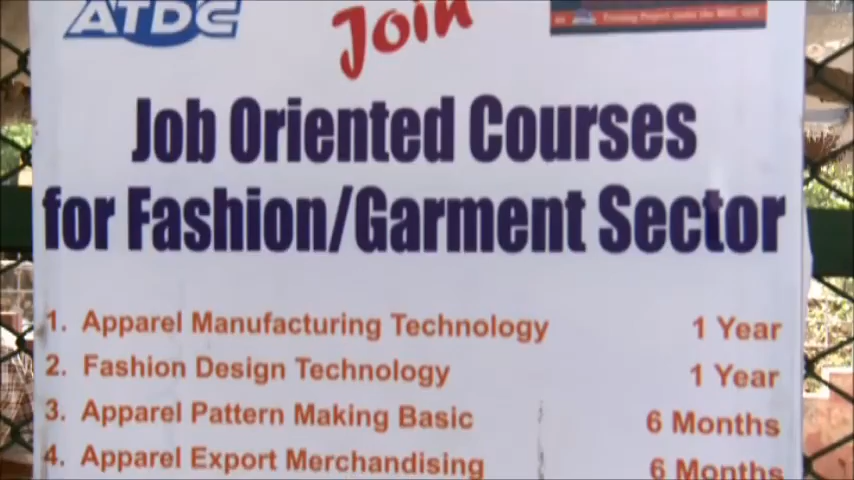 ATDC
Join
Job Oriented Courses
for Fashion/Garment Sector
1. Apparel Manufacturing Technology 1 Year
2. Fashion Design Technology 1 Year
3. Apparel Pattern Making Basic 6 Months
4. Apparel Export Merchandising 6 Months